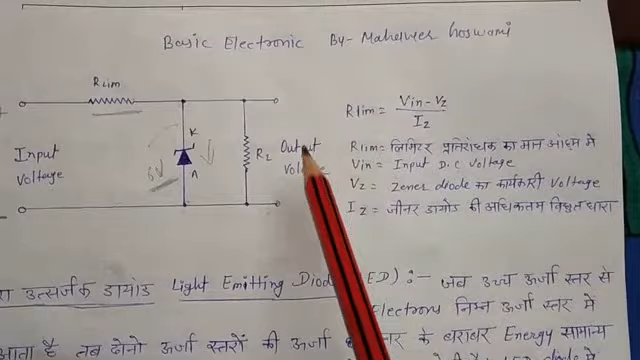 Basic Electronic By- Mahaveer Goswami
Rlim
K
6V
A
RL
Input
Voltage
Output
Rlim = Vin - Vz
Iz
Rlim = लिमिटर प्रतिरोधक का मान ओह्म में
Vin = Input D.C Voltage
Vz = Zener diode का कार्यकारी Voltage
Iz = जीनर डायोड की अधिकतम विधुत धारा
उत्सर्जक डायोड Light Emitting Diod ED) :- जब उच्च ऊर्जा स्तर से
Electrons निम्न ऊर्जा स्तर में
आता है तब दोनो ऊर्जा स्तरों की ऊर्जा के बराबर Energy सामान्य